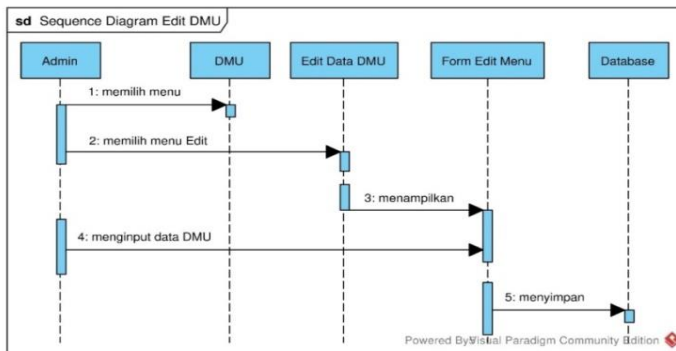 sd Sequence Diagram Edit DMU
Admin
DMU
Edit Data DMU
Form Edit Menu
Database
1: memilih menu
2: memilih menu Edit
3: menampilkan
4: menginput data DMU
5: menyimpan
Powered By Visual Paradigm Community Edition